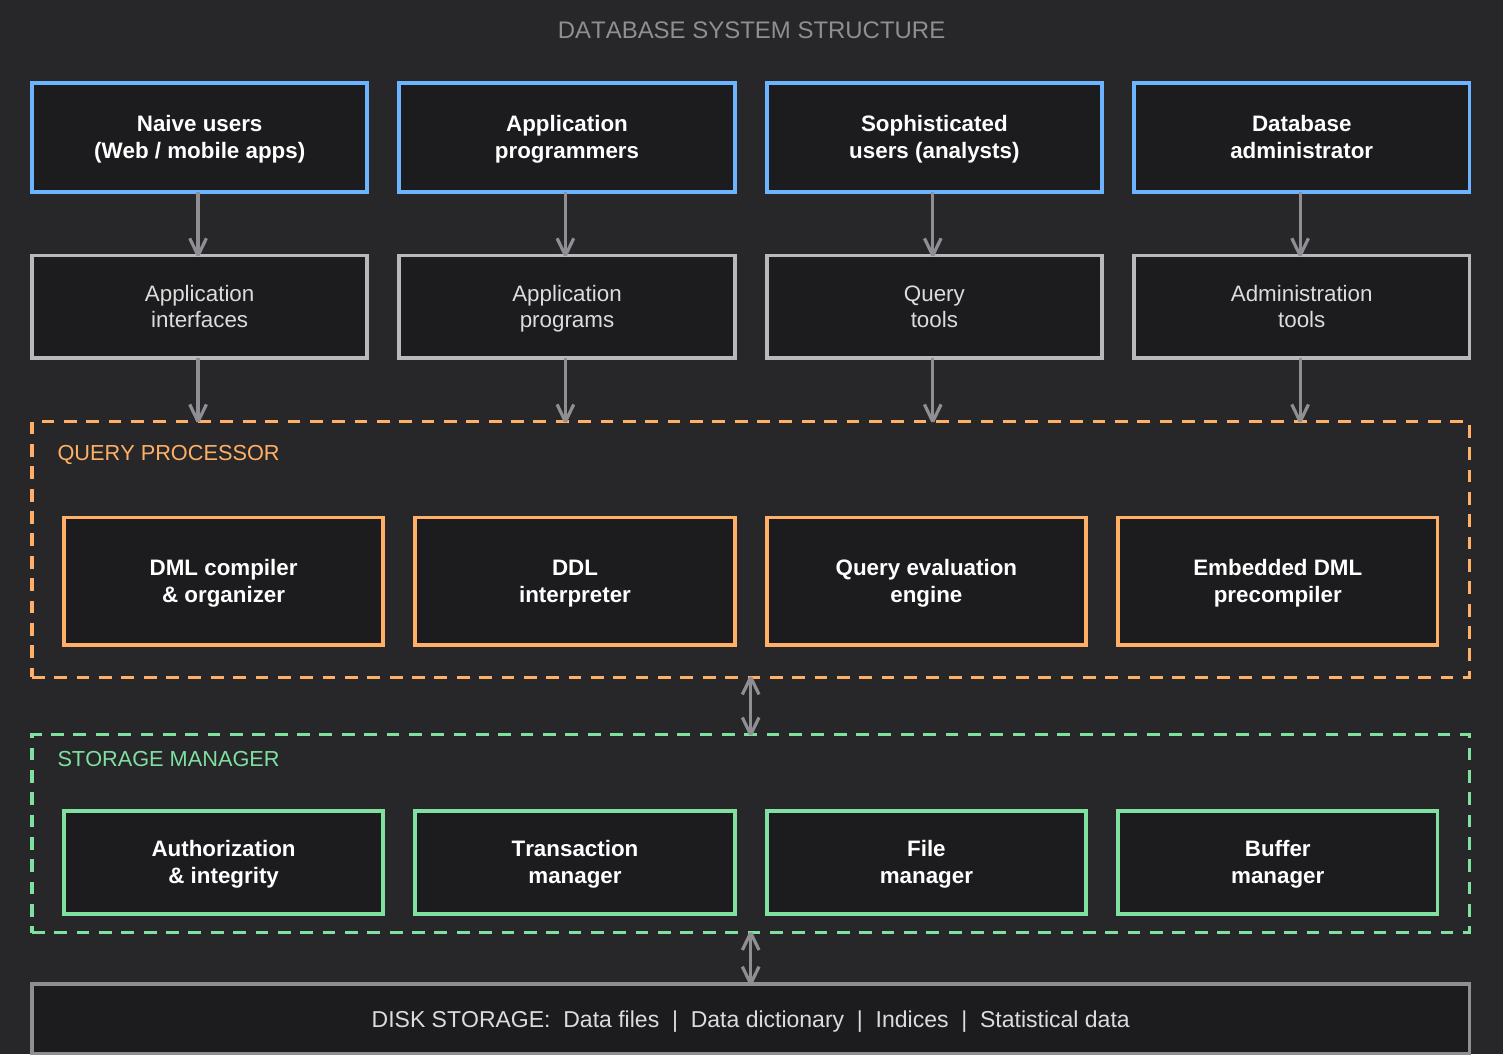 DATABASE SYSTEM STRUCTURE
Naive users
(Web / mobile apps)
Application
programmers
Sophisticated
users (analysts)
Database
administrator
Application
interfaces
Application
programs
Query
tools
Administration
tools
QUERY PROCESSOR
DML compiler
& organizer
DDL
interpreter
Query evaluation
engine
Embedded DML
precompiler
STORAGE MANAGER
Authorization
& integrity
Transaction
manager
File
manager
Buffer
manager
DISK STORAGE: Data files | Data dictionary | Indices | Statistical data